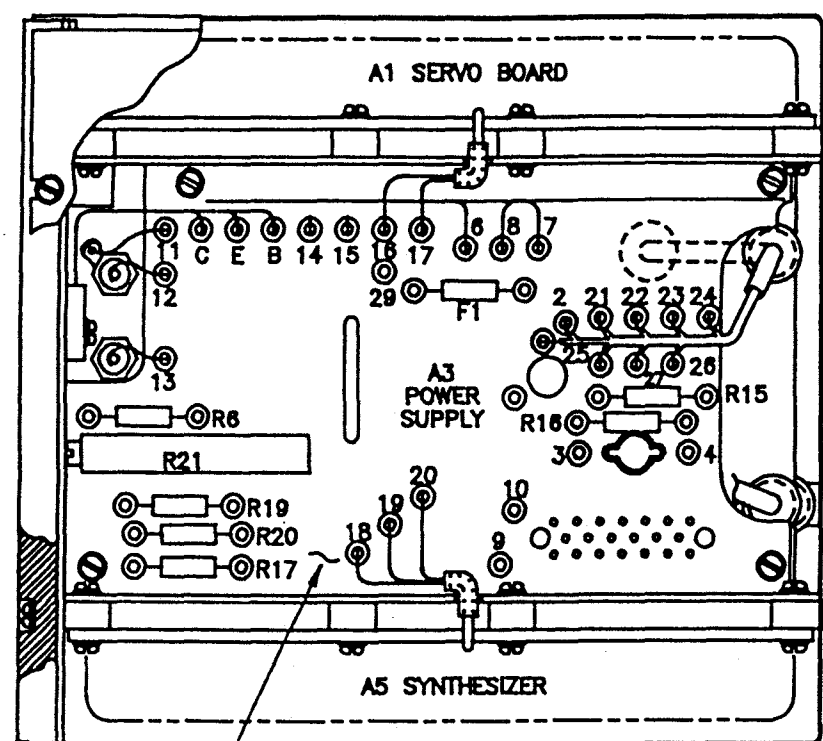 A1 SERVO BOARD
11 C E B 14 15 16 17 6 8 7
12 29 F1 2 21 22 23 24
13 25 27 26
A3
POWER
SUPPLY
R6 R16 R15
R21 3 4
20
R19 19 10
R20 18 9
R17
A5 SYNTHESIZER